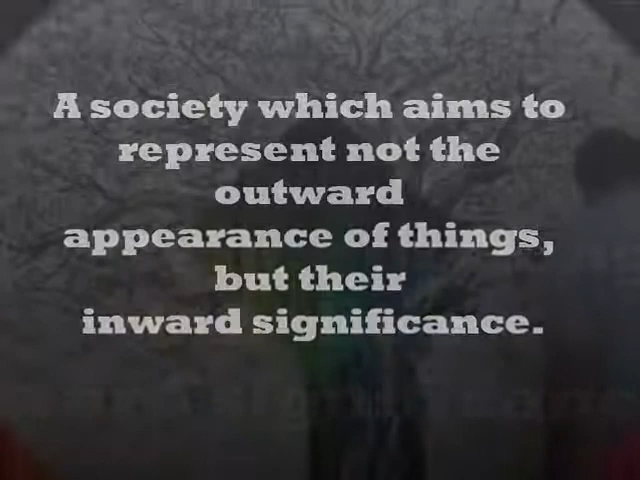 A society which aims to
represent not the
outward
appearance of things,
but their
inward significance.